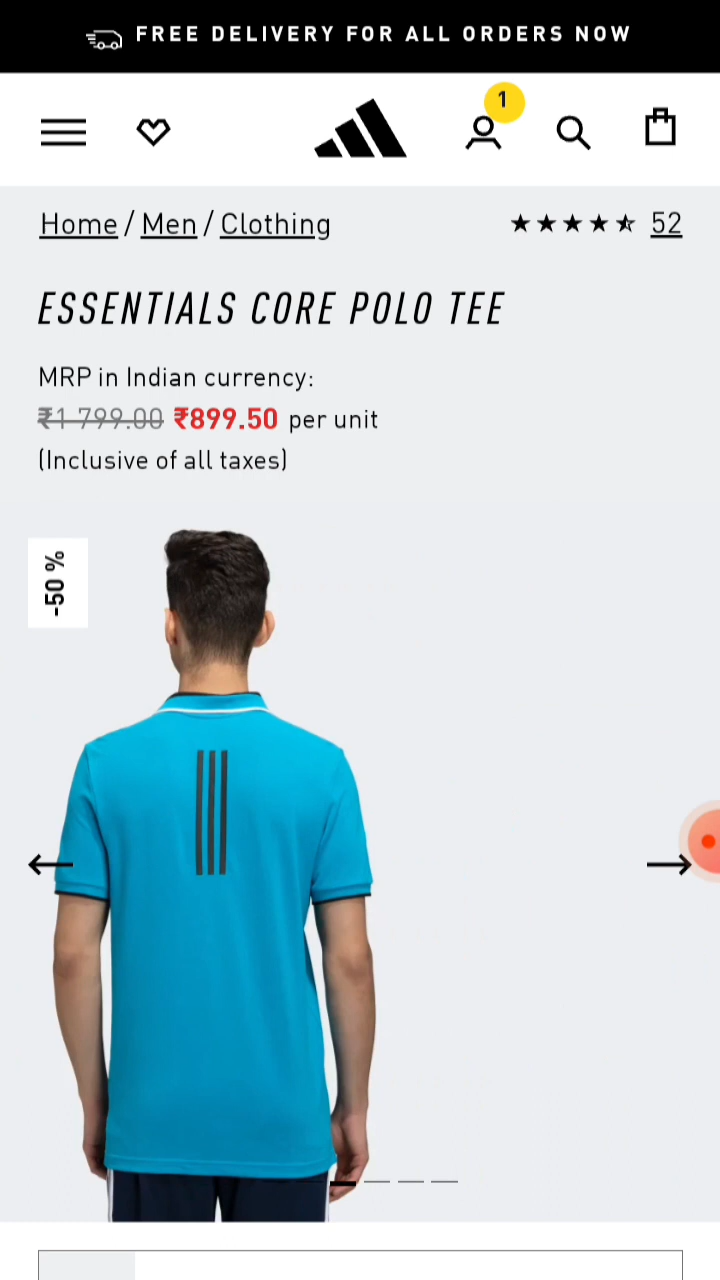 FREE DELIVERY FOR ALL ORDERS NOW
1
Home / Men / Clothing
52
ESSENTIALS CORE POLO TEE
MRP in Indian currency:
₹1 799.00 ₹899.50 per unit
(Inclusive of all taxes)
-50 %